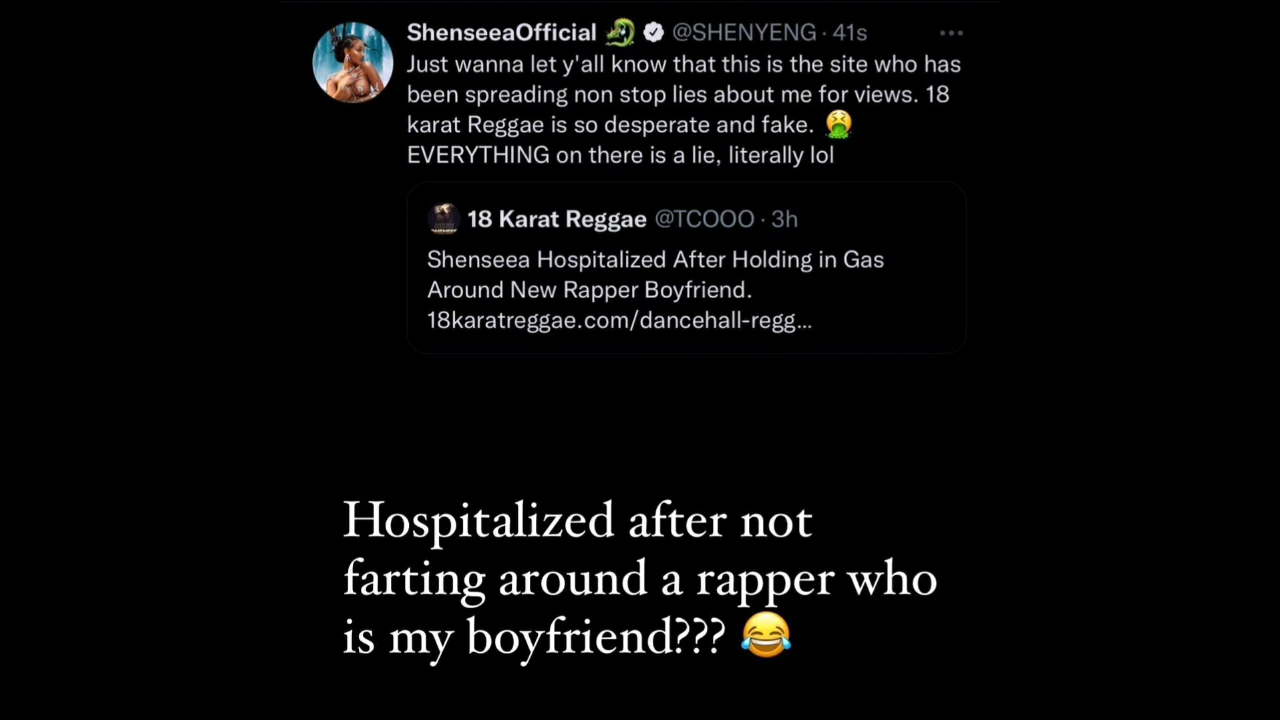 ShenseeaOfficial 🐉 @SHENYENG · 41s
Just wanna let y'all know that this is the site who has
been spreading non stop lies about me for views. 18
karat Reggae is so desperate and fake. 🤮
EVERYTHING on there is a lie, literally lol
18 Karat Reggae @TCOOO · 3h
Shenseea Hospitalized After Holding in Gas
Around New Rapper Boyfriend.
18karatreggae.com/dancehall-regg...
Hospitalized after not
farting around a rapper who
is my boyfriend??? 😂